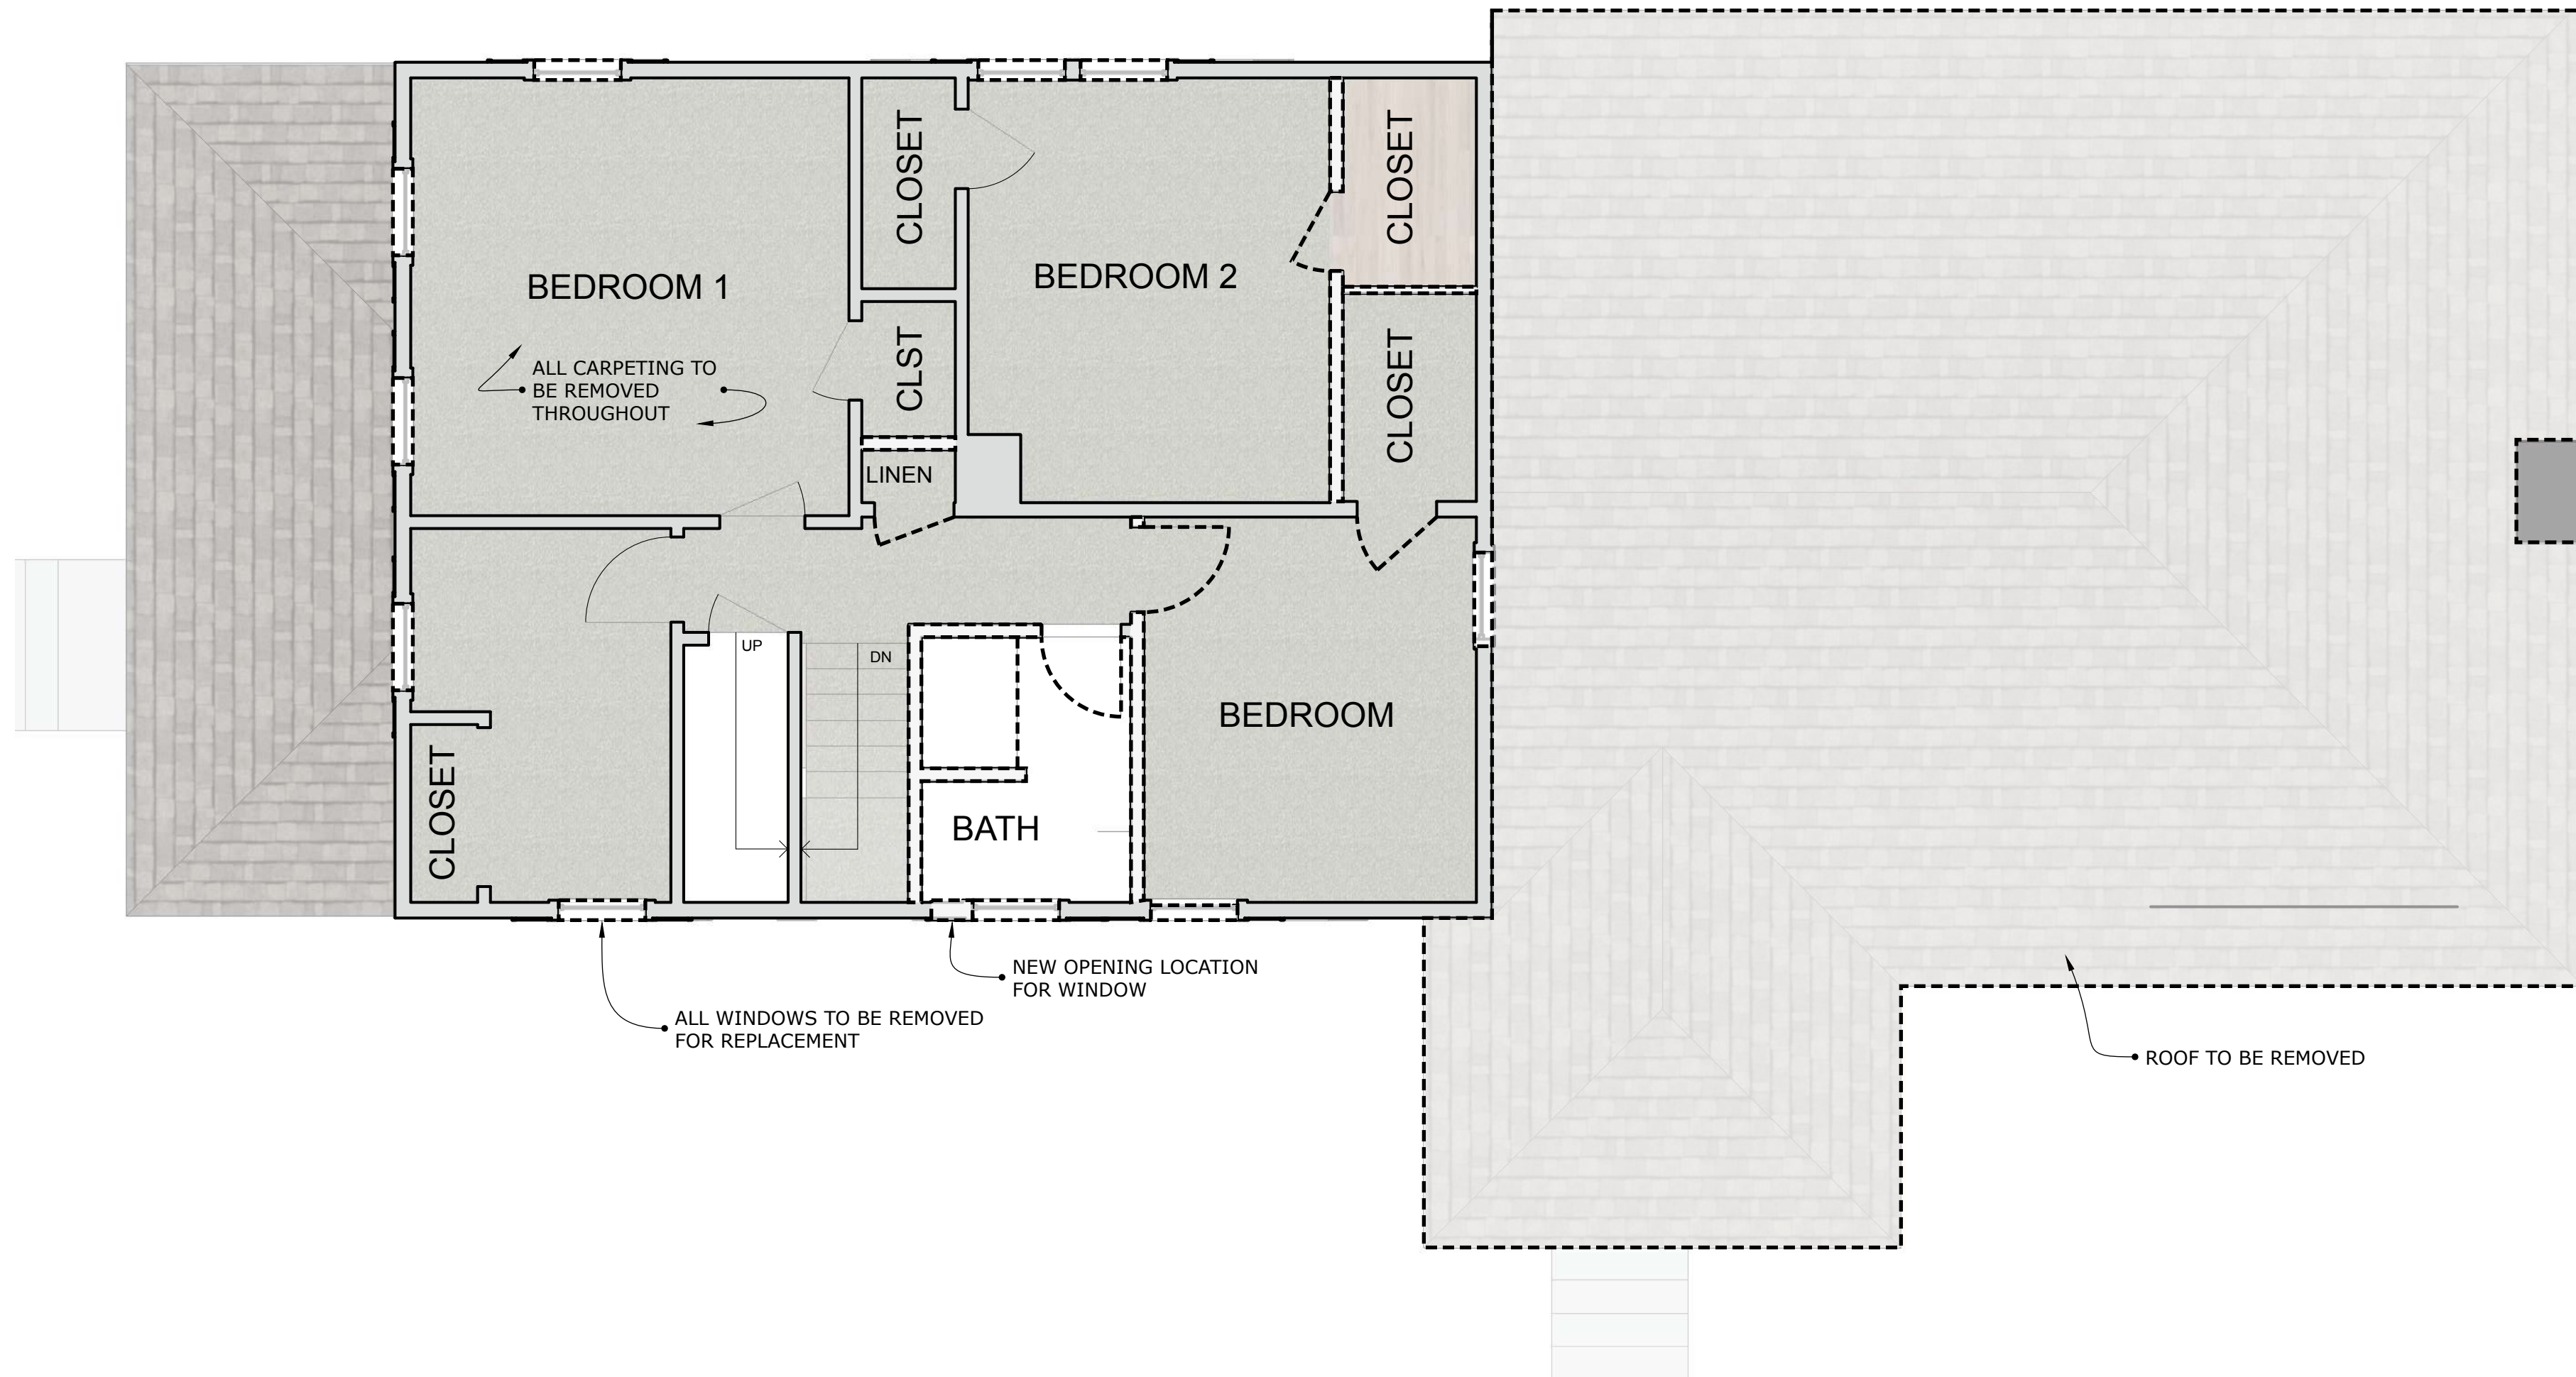 CLOSET
CLOSET
BEDROOM 1
BEDROOM 2
ALL CARPETING TO
BE REMOVED
THROUGHOUT
CLST
CLOSET
LINEN
UP
DN
BEDROOM
CLOSET
BATH
NEW OPENING LOCATION
FOR WINDOW
ALL WINDOWS TO BE REMOVED
FOR REPLACEMENT
ROOF TO BE REMOVED